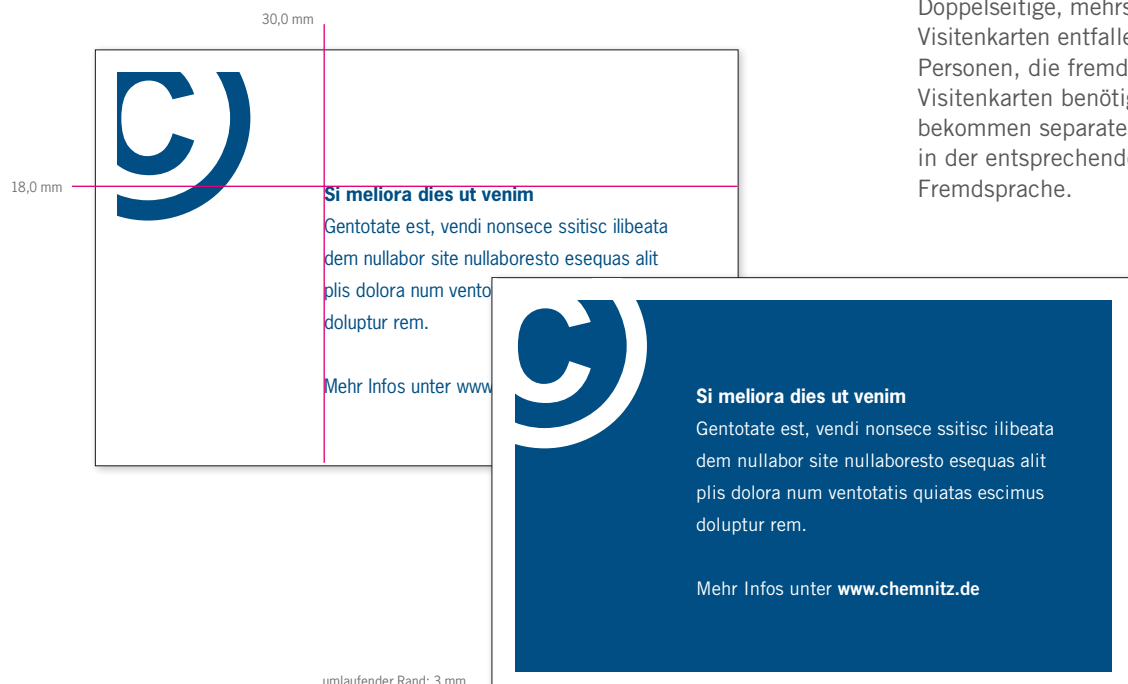 30,0 mm
18,0 mm
C
Si meliora dies ut venim
Gentotate est, vendi nonsece ssitisc ilibeata
dem nullabor site nullaboresto esequas alit
plis dolora num vento
doluptur rem.
Mehr Infos unter www
C
Si meliora dies ut venim
Gentotate est, vendi nonsece ssitisc ilibeata
dem nullabor site nullaboresto esequas alit
plis dolora num ventotatis quiatas escimus
doluptur rem.
Mehr Infos unter www.chemnitz.de
umlaufender Rand: 3 mm
Doppelseitige, mehrs
Visitenkarten entfalle
Personen, die fremd
Visitenkarten benötig
bekommen separate
in der entsprechend
Fremdsprache.